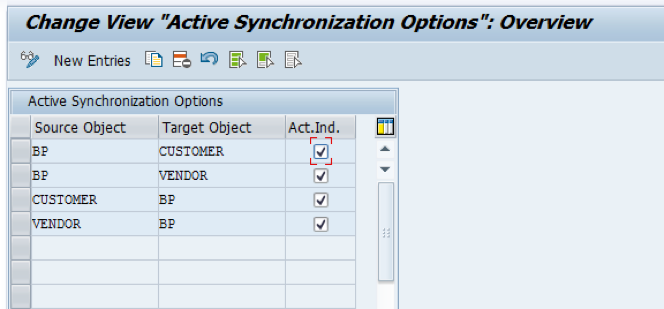 Change View "Active Synchronization Options": Overview
New Entries
Active Synchronization Options
Source Object Target Object Act.Ind.
BP CUSTOMER
BP VENDOR
CUSTOMER BP
VENDOR BP